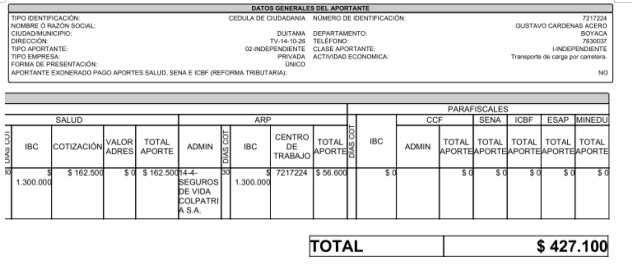 DATOS GENERALES DEL APORTANTE
TIPO IDENTIFICACIÓN: CEDULA DE CIUDADANIA NÚMERO DE IDENTIFICACIÓN: 7217224
NOMBRE Ó RAZÓN SOCIAL: GUSTAVO CARDENAS ACERO
CIUDAD/MUNICIPIO: DUITAMA DEPARTAMENTO: BOYACA
DIRECCIÓN: TV-14-10-26 TELÉFONO: 7630037
TIPO APORTANTE: 02-INDEPENDIENTE CLASE APORTANTE: I-INDEPENDIENTE
TIPO EMPRESA: PRIVADA ACTIVIDAD ECONOMICA: Transporte de carga por carretera.
FORMA DE PRESENTACIÓN: ÚNICO
APORTANTE EXONERADO PAGO APORTES SALUD, SENA E ICBF (REFORMA TRIBUTARIA): NO
PARAFISCALES
SALUD ARP CCF SENA ICBF ESAP MINEDU
DIAS COT IBC COTIZACIÓN VALOR ADRES TOTAL APORTE ADMIN DIAS COT IBC CENTRO DE TRABAJO TOTAL APORTE DIAS COT IBC ADMIN TOTAL APORTE TOTAL APORTE TOTAL APORTE TOTAL APORTE TOTAL APORTE
30 $ 1.300.000 $ 162.500 $ 0 $ 162.500 14-4-SEGUROS DE VIDA COLPATRIA S.A. 30 $ 1.300.000 7217224 $ 56.600 $ 0 $ 0 $ 0 $ 0 $ 0 $ 0
TOTAL $ 427.100